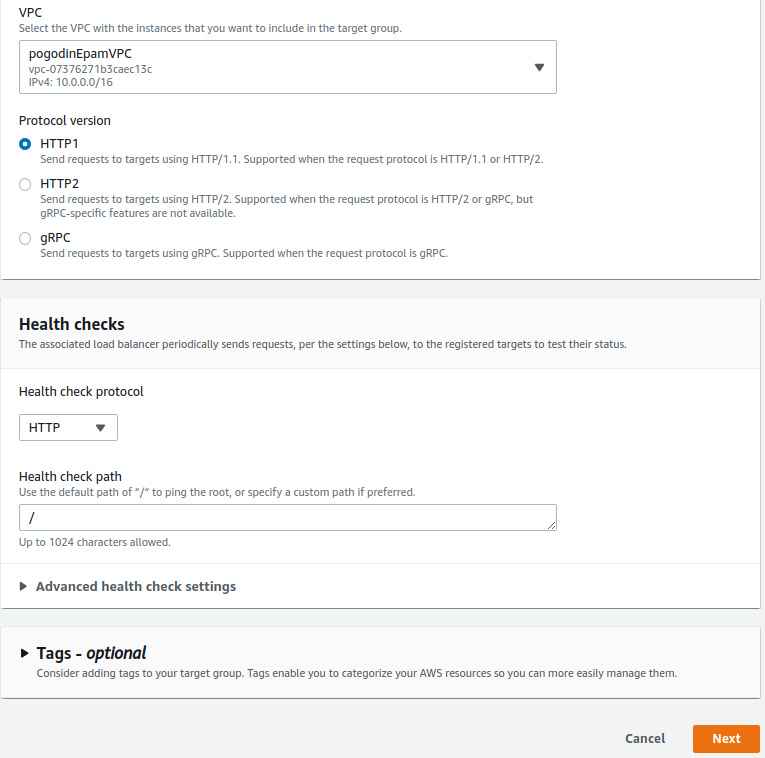 VPC
Select the VPC with the instances that you want to include in the target group.
pogodinEpamVPC
vpc-07376271b3caec13c
IPv4: 10.0.0.0/16
Protocol version
HTTP1
Send requests to targets using HTTP/1.1. Supported when the request protocol is HTTP/1.1 or HTTP/2.
HTTP2
Send requests to targets using HTTP/2. Supported when the request protocol is HTTP/2 or gRPC, but
gRPC-specific features are not available.
gRPC
Send requests to targets using gRPC. Supported when the request protocol is gRPC.
Health checks
The associated load balancer periodically sends requests, per the settings below, to the registered targets to test their status.
Health check protocol
HTTP
Health check path
Use the default path of "/" to ping the root, or specify a custom path if preferred.
/
Up to 1024 characters allowed.
Advanced health check settings
Tags - optional
Consider adding tags to your target group. Tags enable you to categorize your AWS resources so you can more easily manage them.
Cancel
Next